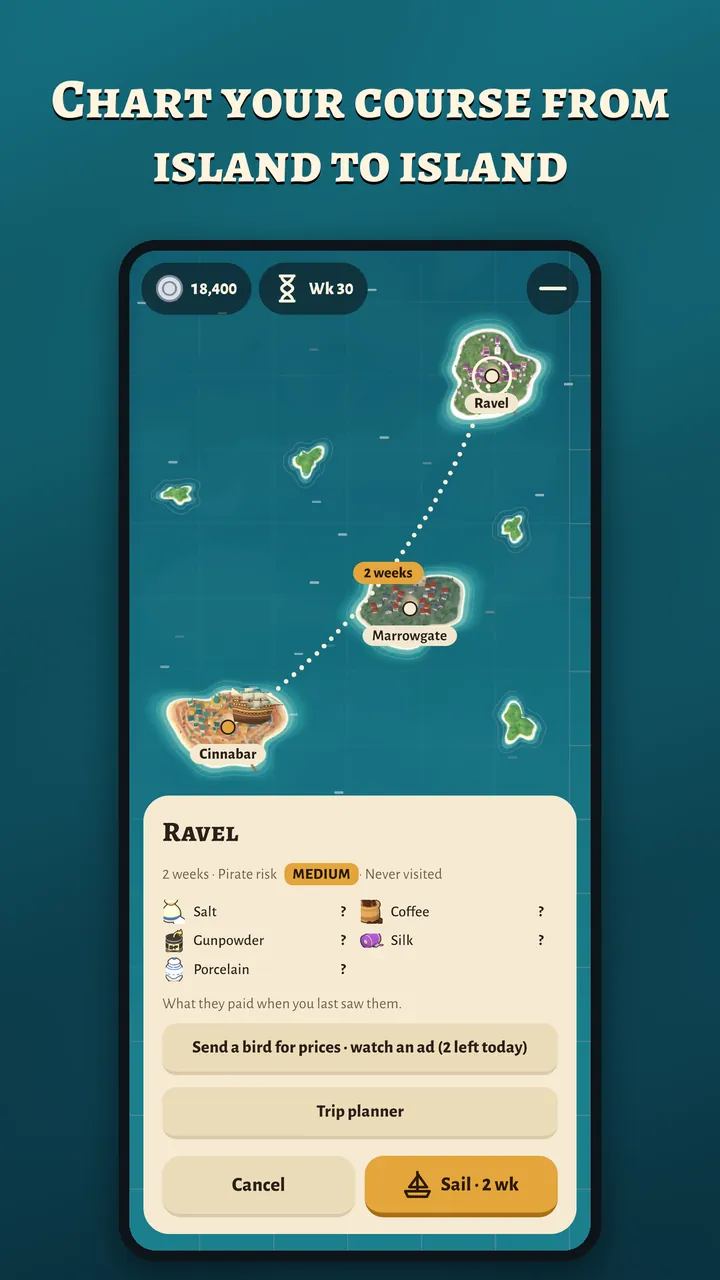 Chart your course from
island to island
18,400
Wk 30
Ravel
2 weeks
Marrowgate
Cinnabar
Ravel
2 weeks · Pirate risk MEDIUM · Never visited
Salt ? Coffee ?
Gunpowder ? Silk ?
Porcelain ?
What they paid when you last saw them.
Send a bird for prices · watch an ad (2 left today)
Trip planner
Cancel
Sail · 2 wk